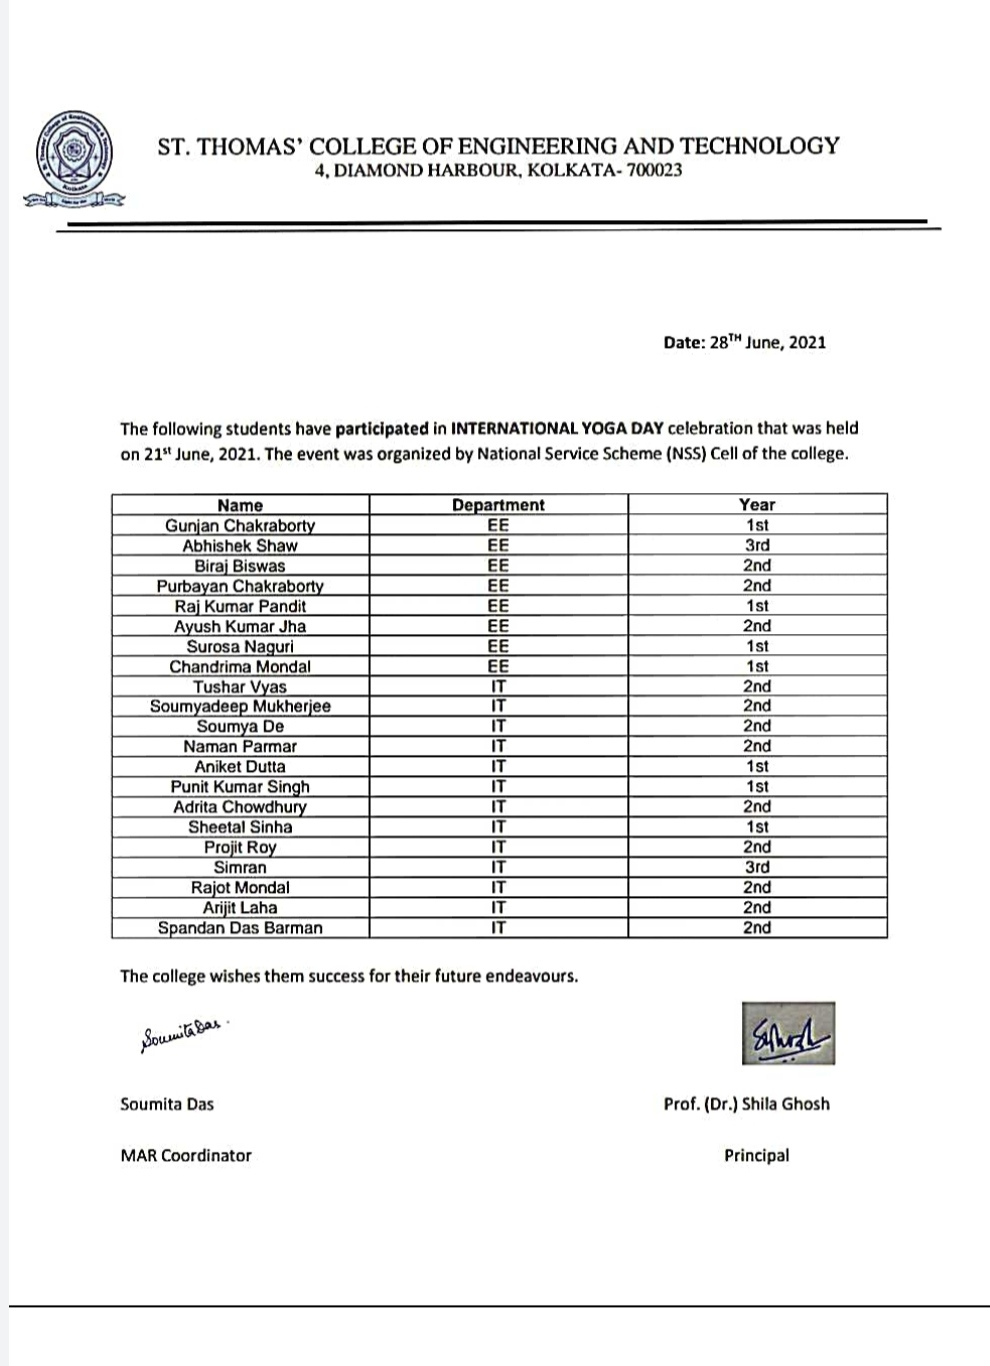 ST. THOMAS' COLLEGE OF ENGINEERING AND TECHNOLOGY
4, DIAMOND HARBOUR, KOLKATA- 700023
Date: 28TH June, 2021
The following students have participated in INTERNATIONAL YOGA DAY celebration that was held
on 21st June, 2021. The event was organized by National Service Scheme (NSS) Cell of the college.
Name Department Year
Gunjan Chakraborty EE 1st
Abhishek Shaw EE 3rd
Biraj Biswas EE 2nd
Purbayan Chakraborty EE 2nd
Raj Kumar Pandit EE 1st
Ayush Kumar Jha EE 2nd
Surosa Naguri EE 1st
Chandrima Mondal EE 1st
Tushar Vyas IT 2nd
Soumyadeep Mukherjee IT 2nd
Soumya De IT 2nd
Naman Parmar IT 2nd
Aniket Dutta IT 1st
Punit Kumar Singh IT 1st
Adrita Chowdhury IT 2nd
Sheetal Sinha IT 1st
Projit Roy IT 2nd
Simran IT 3rd
Rajot Mondal IT 2nd
Arijit Laha IT 2nd
Spandan Das Barman IT 2nd
The college wishes them success for their future endeavours.
Soumita Das.
Soumita Das Prof. (Dr.) Shila Ghosh
MAR Coordinator Principal